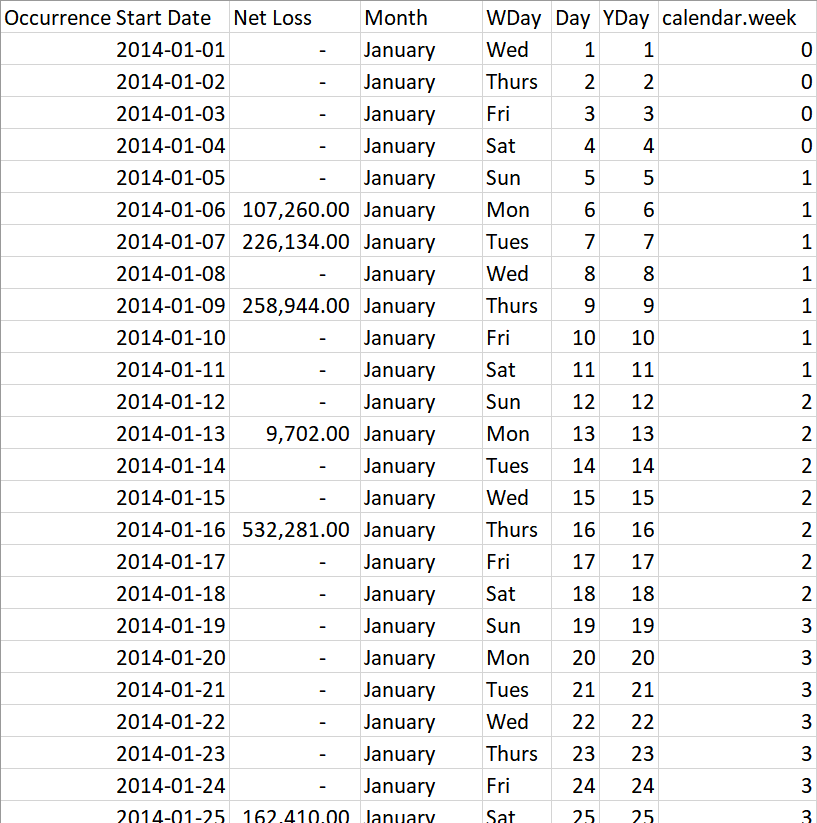 Occurrence Start Date Net Loss Month WDay Day YDay calendar.week
2014-01-01 - January Wed 1 1 0
2014-01-02 - January Thurs 2 2 0
2014-01-03 - January Fri 3 3 0
2014-01-04 - January Sat 4 4 0
2014-01-05 - January Sun 5 5 1
2014-01-06 107,260.00 January Mon 6 6 1
2014-01-07 226,134.00 January Tues 7 7 1
2014-01-08 - January Wed 8 8 1
2014-01-09 258,944.00 January Thurs 9 9 1
2014-01-10 - January Fri 10 10 1
2014-01-11 - January Sat 11 11 1
2014-01-12 - January Sun 12 12 2
2014-01-13 9,702.00 January Mon 13 13 2
2014-01-14 - January Tues 14 14 2
2014-01-15 - January Wed 15 15 2
2014-01-16 532,281.00 January Thurs 16 16 2
2014-01-17 - January Fri 17 17 2
2014-01-18 - January Sat 18 18 2
2014-01-19 - January Sun 19 19 3
2014-01-20 - January Mon 20 20 3
2014-01-21 - January Tues 21 21 3
2014-01-22 - January Wed 22 22 3
2014-01-23 - January Thurs 23 23 3
2014-01-24 - January Fri 24 24 3
2014-01-25 162,410.00 January Sat 25 25 3